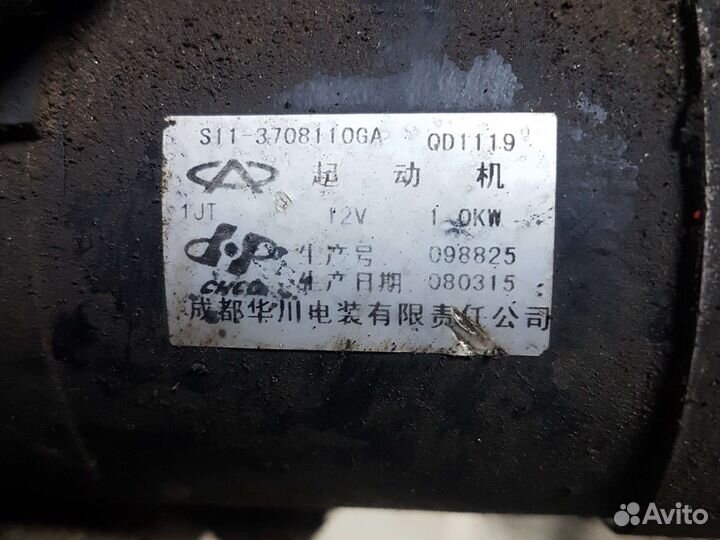 S11-3708110GA QD1119
起动机
1JT 12V 1.0KW
生产号 098825
生产日期 080315
成都华川电装有限责任公司
Avito